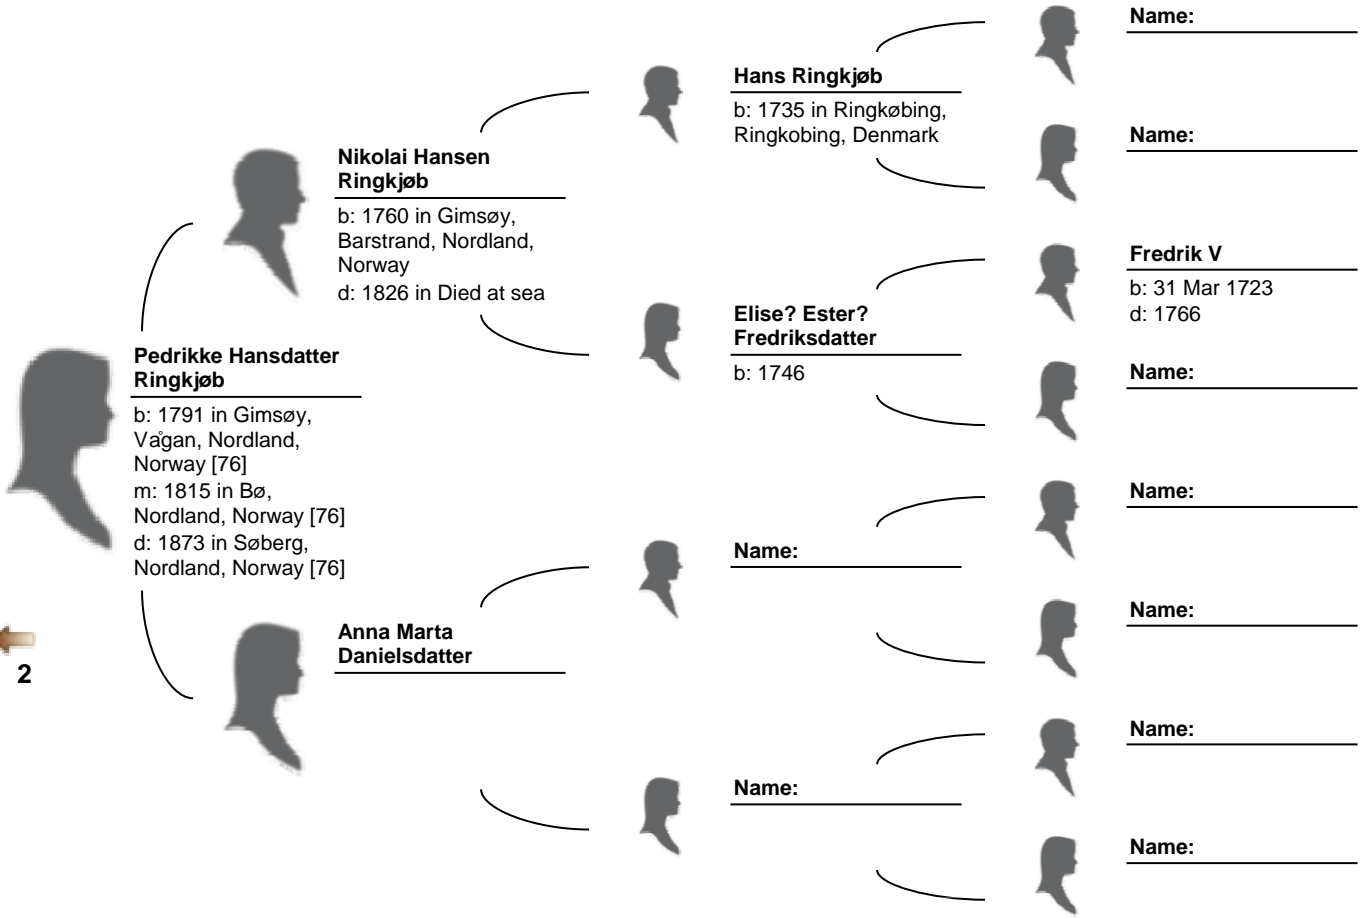 Name:
Hans Ringkjøb
b: 1735 in Ringkøbing,
Ringkobing, Denmark
Name:
Nikolai Hansen
Ringkjøb
b: 1760 in Gimsøy,
Barstrand, Nordland,
Norway
d: 1826 in Died at sea
Fredrik V
b: 31 Mar 1723
d: 1766
Elise? Ester?
Fredriksdatter
b: 1746
Name:
Pedrikke Hansdatter
Ringkjøb
b: 1791 in Gimsøy,
Vågan, Nordland,
Norway [76]
m: 1815 in Bø,
Nordland, Norway [76]
d: 1873 in Søberg,
Nordland, Norway [76]
Name:
Name:
Name:
Anna Marta
Danielsdatter
2
Name:
Name:
Name: